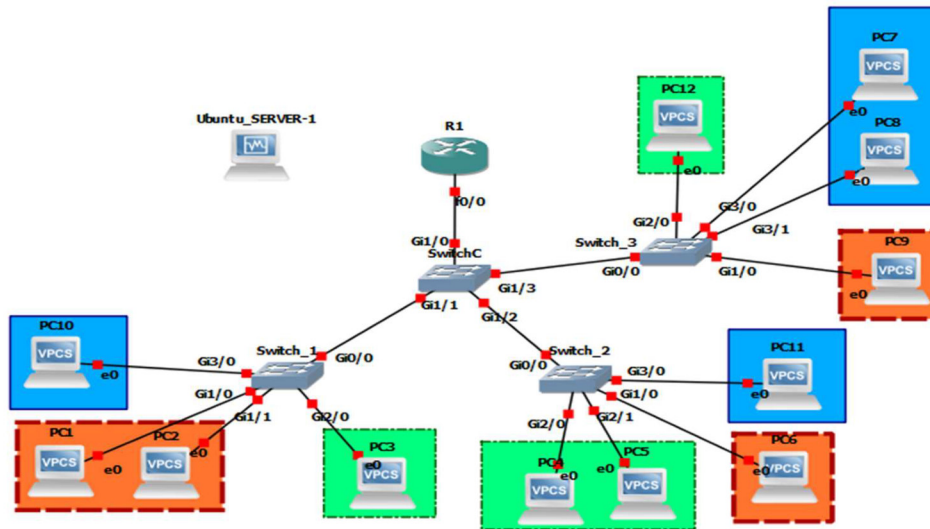 PC7
VPCS
e0
PC8
VPCS
e0
PC12
VPCS
e0
Ubuntu_SERVER-1
R1
f0/0
Gi1/0
SwitchC
Gi1/1
Gi1/2
Gi1/3
Gi2/0
Gi3/0
Gi3/1
Switch_3
Gi0/0
Gi1/0
PC9
VPCS
e0
PC10
VPCS
e0
Switch_1
Gi0/0
Gi3/0
Gi1/0
Gi1/1
Gi2/0
PC1
VPCS
e0
PC2
VPCS
e0
PC3
VPCS
e0
Gi0/0
Switch_2
Gi3/0
Gi1/0
Gi2/0
Gi2/1
PC11
VPCS
e0
PC4
VPCS
e0
PC5
VPCS
e0
PC6
VPCS
e0